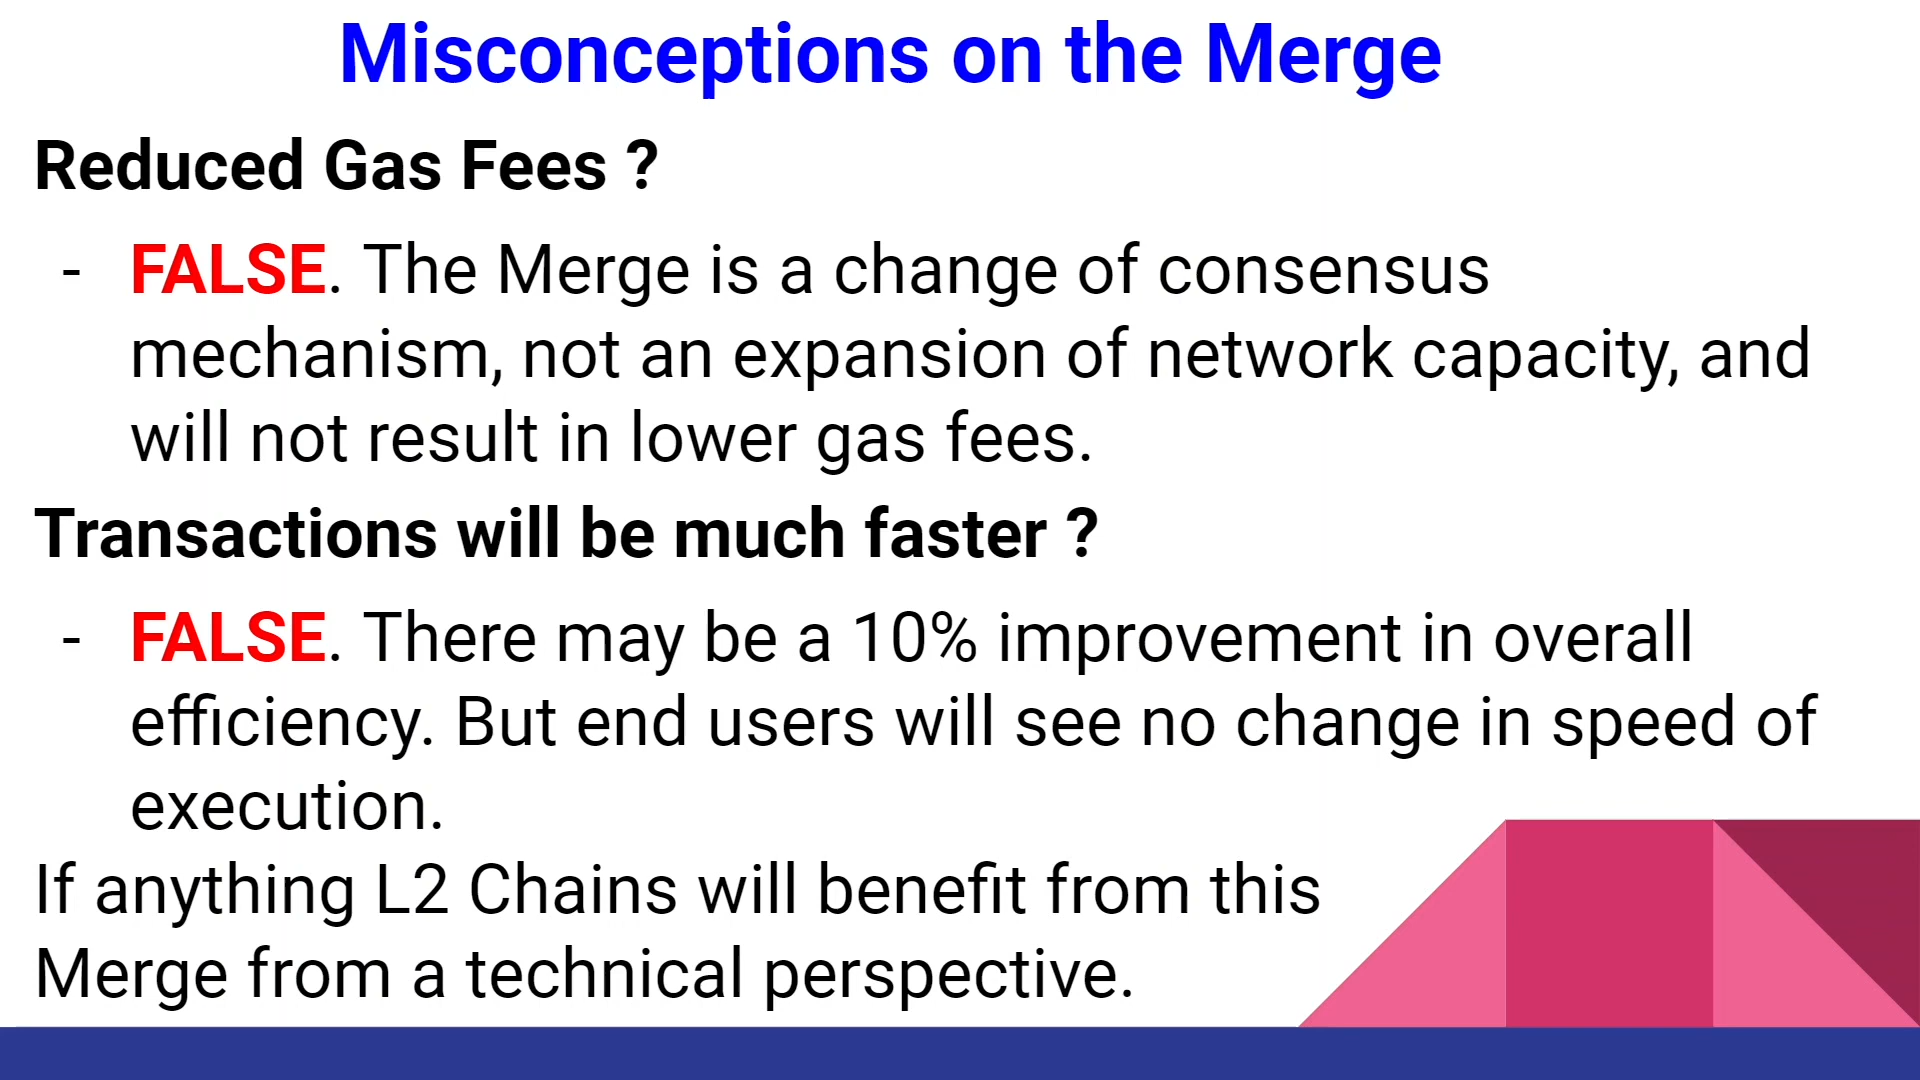 Misconceptions on the Merge
Reduced Gas Fees ?
- FALSE. The Merge is a change of consensus
mechanism, not an expansion of network capacity, and
will not result in lower gas fees.
Transactions will be much faster ?
- FALSE. There may be a 10% improvement in overall
efficiency. But end users will see no change in speed of
execution.
If anything L2 Chains will benefit from this
Merge from a technical perspective.